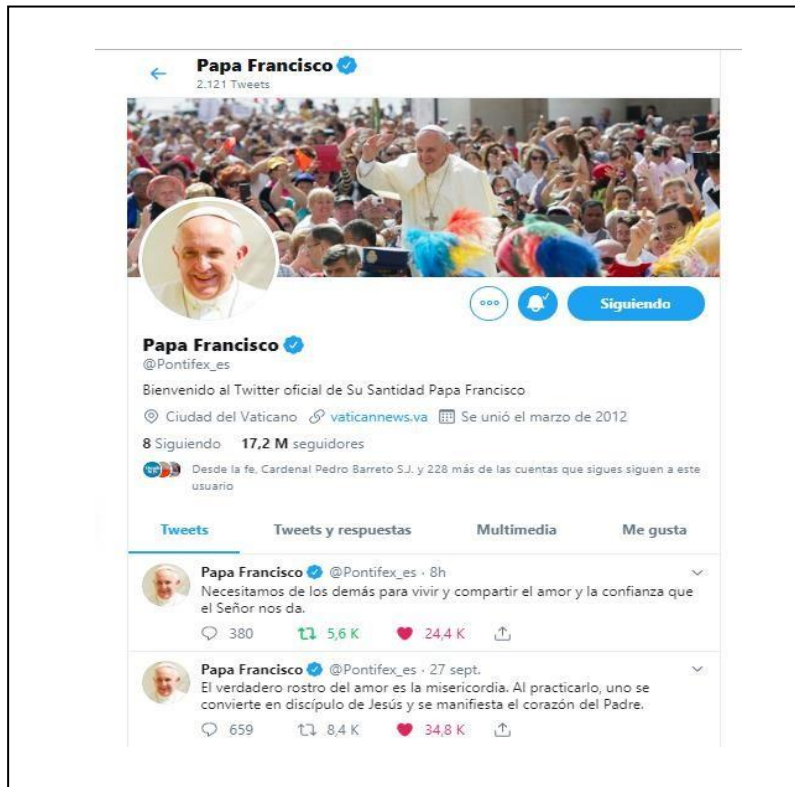 Papa Francisco
2.121 Tweets
Siguiendo
Papa Francisco
@Pontifex_es
Bienvenido al Twitter oficial de Su Santidad Papa Francisco
Ciudad del Vaticano vaticannews.va Se unió el marzo de 2012
8 Siguiendo 17,2 M seguidores
Desde la fe, Cardenal Pedro Barreto S.J. y 228 más de las cuentas que sigues siguen a este
usuario
Tweets Tweets y respuestas Multimedia Me gusta
Papa Francisco @Pontifex_es · 8h
Necesitamos de los demás para vivir y compartir el amor y la confianza que
el Señor nos da.
380 5,6 K 24,4 K
Papa Francisco @Pontifex_es · 27 sept.
El verdadero rostro del amor es la misericordia. Al practicarlo, uno se
convierte en discípulo de Jesús y se manifiesta el corazón del Padre.
659 8,4 K 34,8 K